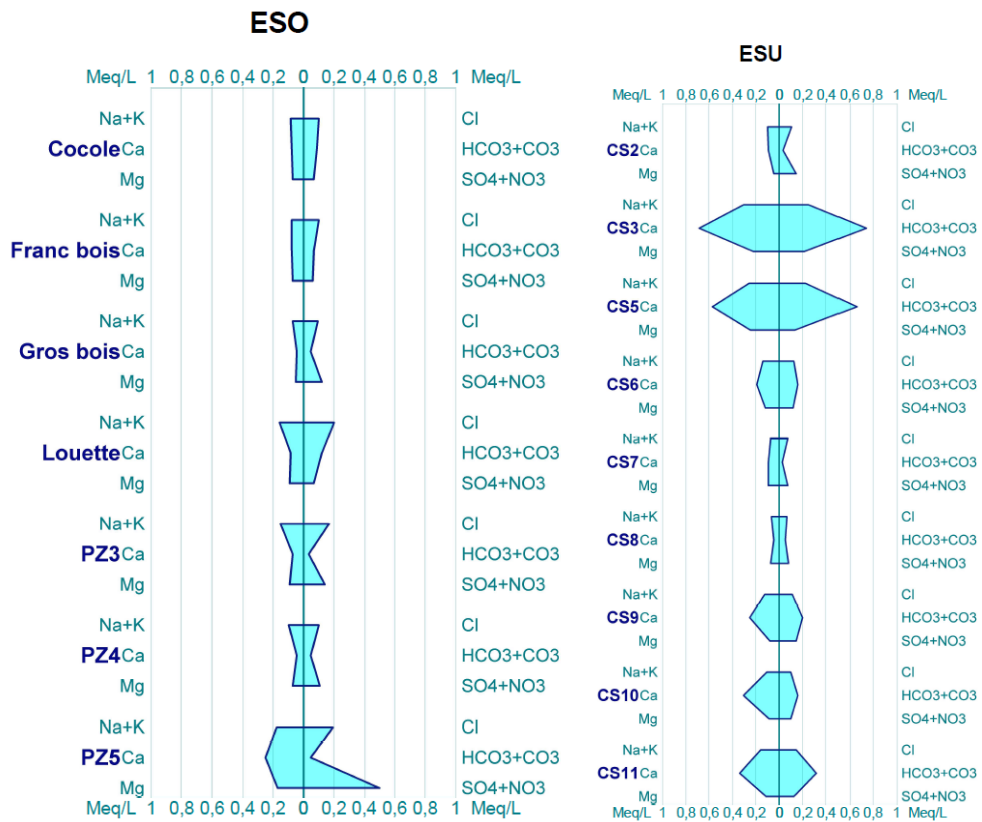 ESO
Meq/L 1 0,8 0,6 0,4 0,2 0 0,2 0,4 0,6 0,8 1 Meq/L
Na+K Cl
Cocole Ca HCO3+CO3
Mg SO4+NO3
Na+K Cl
Franc bois Ca HCO3+CO3
Mg SO4+NO3
Na+K Cl
Gros bois Ca HCO3+CO3
Mg SO4+NO3
Na+K Cl
Louette Ca HCO3+CO3
Mg SO4+NO3
Na+K Cl
PZ3 Ca HCO3+CO3
Mg SO4+NO3
Na+K Cl
PZ4 Ca HCO3+CO3
Mg SO4+NO3
Na+K Cl
PZ5 Ca HCO3+CO3
Mg SO4+NO3
Meq/L 1 0,8 0,6 0,4 0,2 0 0,2 0,4 0,6 0,8 1 Meq/L
ESU
Meq/L 1 0,8 0,6 0,4 0,2 0 0,2 0,4 0,6 0,8 1 Meq/L
Na+K Cl
CS2 Ca HCO3+CO3
Mg SO4+NO3
Na+K Cl
CS3 Ca HCO3+CO3
Mg SO4+NO3
Na+K Cl
CS5 Ca HCO3+CO3
Mg SO4+NO3
Na+K Cl
CS6 Ca HCO3+CO3
Mg SO4+NO3
Na+K Cl
CS7 Ca HCO3+CO3
Mg SO4+NO3
Na+K Cl
CS8 Ca HCO3+CO3
Mg SO4+NO3
Na+K Cl
CS9 Ca HCO3+CO3
Mg SO4+NO3
Na+K Cl
CS10 Ca HCO3+CO3
Mg SO4+NO3
Na+K Cl
CS11 Ca HCO3+CO3
Mg SO4+NO3
Meq/L 1 0,8 0,6 0,4 0,2 0 0,2 0,4 0,6 0,8 1 Meq/L